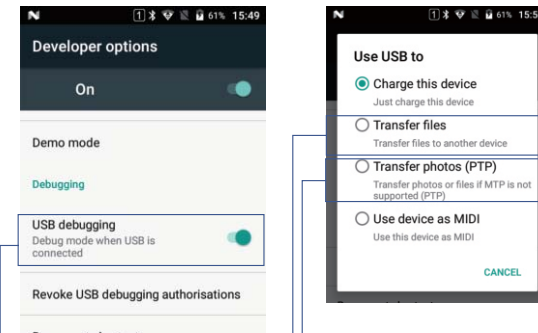 1 61% 15:49
Developer options
On
Demo mode
Debugging
USB debugging
Debug mode when USB is
connected
Revoke USB debugging authorisations
1 61% 15:5
Use USB to
Charge this device
Just charge this device
Transfer files
Transfer files to another device
Transfer photos (PTP)
Transfer photos or files if MTP is not
supported (PTP)
Use device as MIDI
Use this device as MIDI
CANCEL